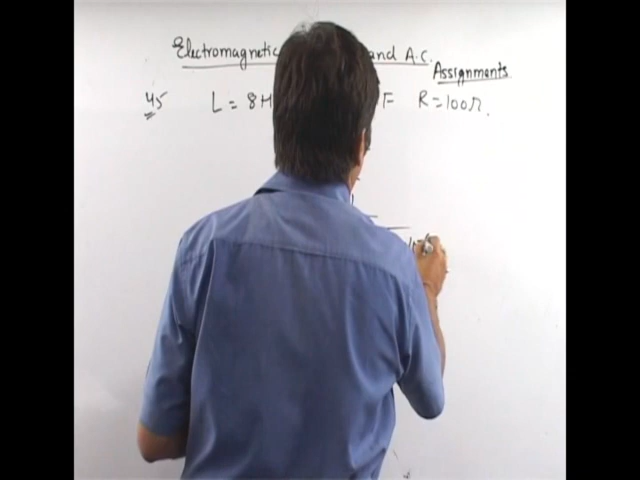 Electromagnetic and A.C.
Assignments
45 L = 8H F R = 100Ω.